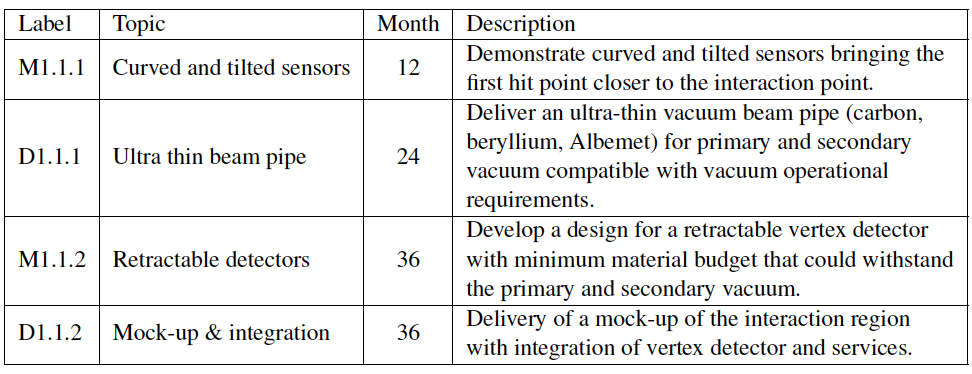 Label Topic Month Description
M1.1.1 Curved and tilted sensors 12 Demonstrate curved and tilted sensors bringing the
first hit point closer to the interaction point.
D1.1.1 Ultra thin beam pipe 24 Deliver an ultra-thin vacuum beam pipe (carbon,
beryllium, Albemet) for primary and secondary
vacuum compatible with vacuum operational
requirements.
M1.1.2 Retractable detectors 36 Develop a design for a retractable vertex detector
with minimum material budget that could withstand
the primary and secondary vacuum.
D1.1.2 Mock-up & integration 36 Delivery of a mock-up of the interaction region
with integration of vertex detector and services.